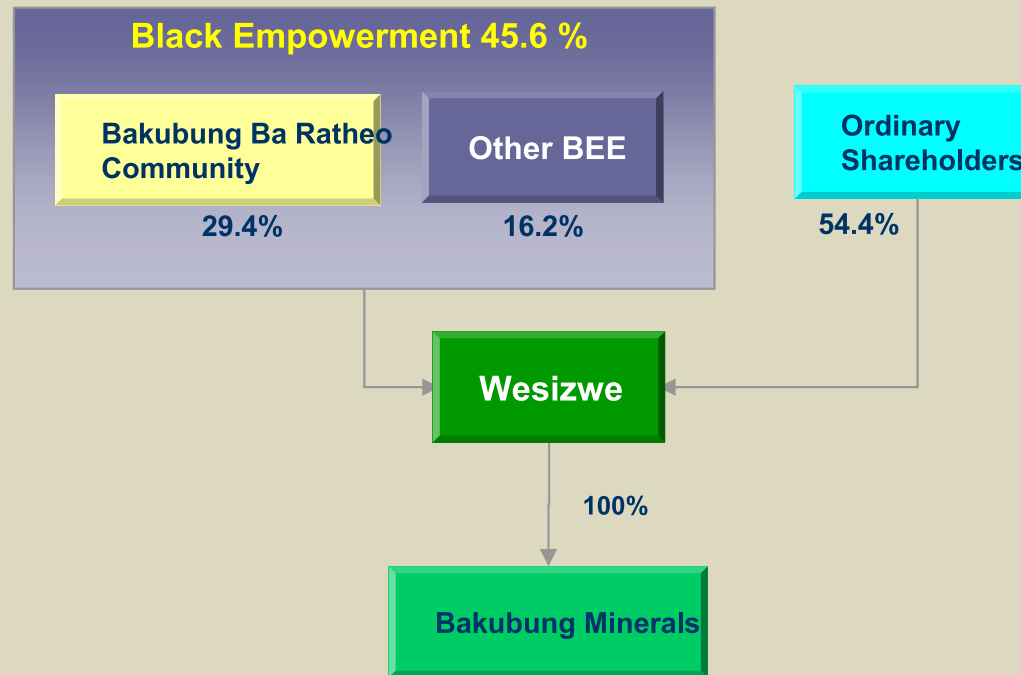 Black Empowerment 45.6 %
Bakubung Ba Ratheo
Community
Other BEE
Ordinary
Shareholders
29.4%
16.2%
54.4%
Wesizwe
100%
Bakubung Minerals